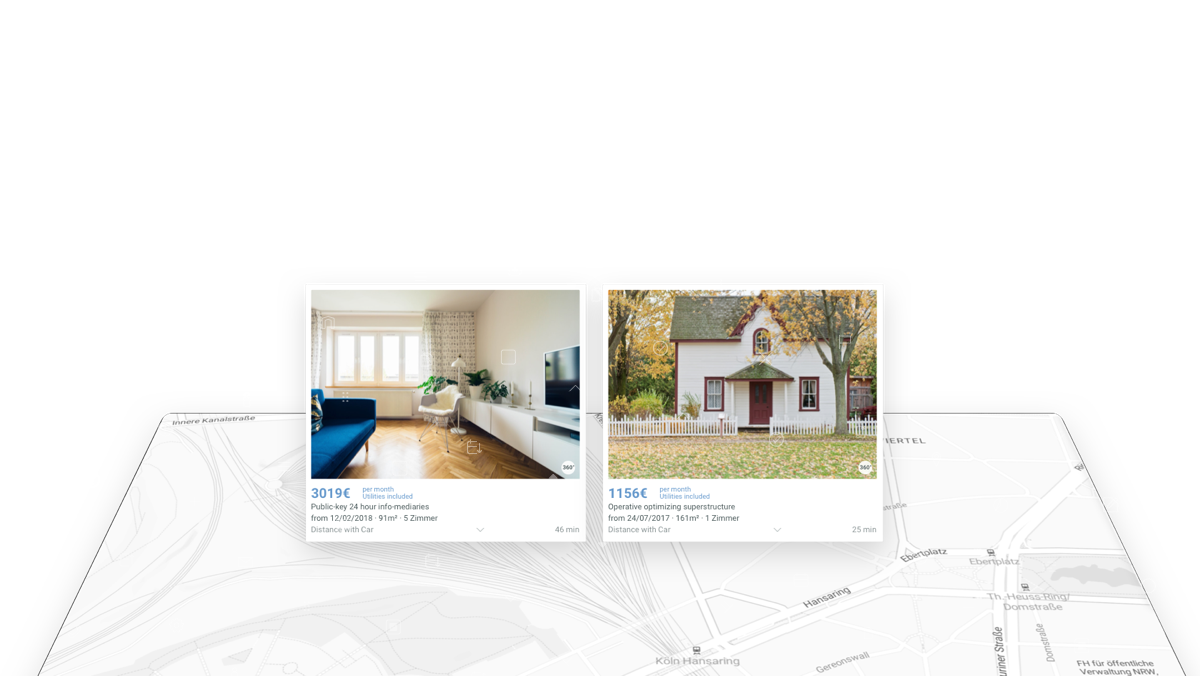 Innere Kanalstraße
IERTEL
360°
3019€
per month
Utilities included
Public-key 24 hour info-mediaries
from 12/02/2018 · 91m² · 5 Zimmer
Distance with Car
46 min
360°
1156€
per month
Utilities included
Operative optimizing superstructure
from 24/07/2017 · 161m² · 1 Zimmer
Distance with Car
25 min
Ebertplatz
Ebertplatz
Hansaring
Th. Heuss Ring/
Domstraße
Domstraße
uriner Straße
Köln Hansaring
Gereonswall
FH für öffentliche
Verwaltung NRW,